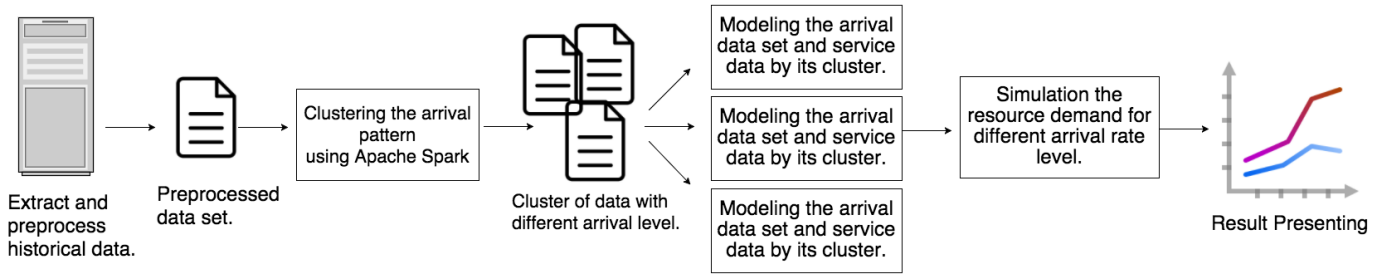 Extract and
preprocess
historical data.
Preprocessed
data set.
Clustering the arrival
pattern
using Apache Spark
Cluster of data with
different arrival level.
Modeling the arrival
data set and service
data by its cluster.
Modeling the arrival
data set and service
data by its cluster.
Modeling the arrival
data set and service
data by its cluster.
Simulation the
resource demand for
different arrival rate
level.
Result Presenting